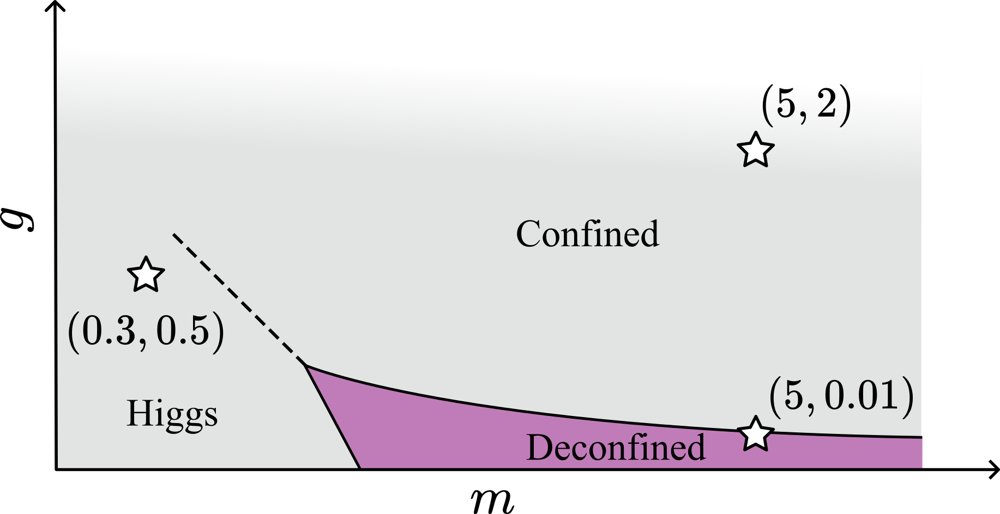 (5, 2)
g
Confined
(0.3, 0.5)
(5, 0.01)
Higgs
Deconfined
m